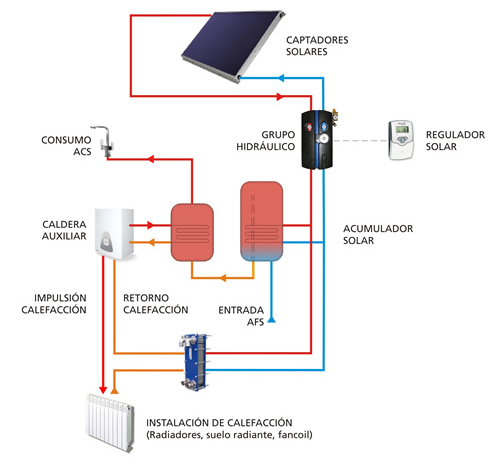 CAPTADORES
SOLARES
CONSUMO
ACS
GRUPO
HIDRÁULICO
REGULADOR
SOLAR
CALDERA
AUXILIAR
ACUMULADOR
SOLAR
IMPULSIÓN
CALEFACCIÓN
RETORNO
CALEFACCIÓN
ENTRADA
AFS
INSTALACIÓN DE CALEFACCIÓN
(Radiadores, suelo radiante, fancoil)